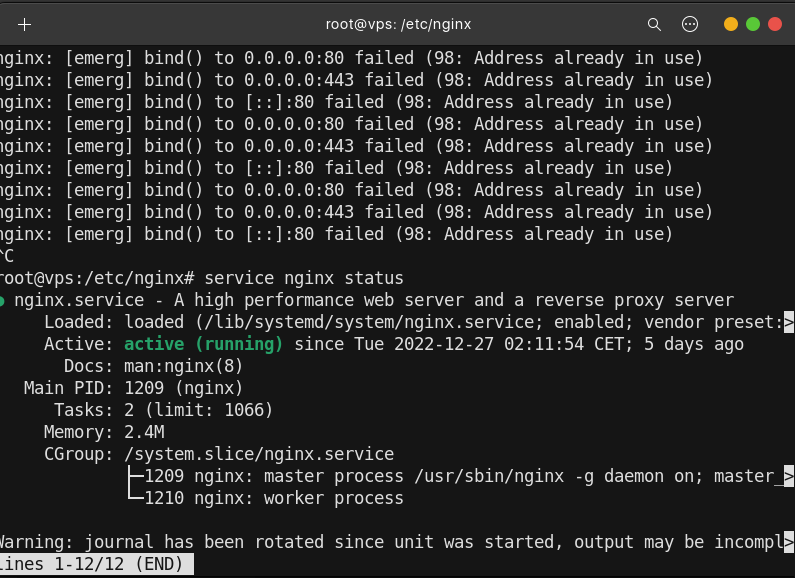 root@vps: /etc/nginx
nginx: [emerg] bind() to 0.0.0.0:80 failed (98: Address already in use)
nginx: [emerg] bind() to 0.0.0.0:443 failed (98: Address already in use)
nginx: [emerg] bind() to [::]:80 failed (98: Address already in use)
nginx: [emerg] bind() to 0.0.0.0:80 failed (98: Address already in use)
nginx: [emerg] bind() to 0.0.0.0:443 failed (98: Address already in use)
nginx: [emerg] bind() to [::]:80 failed (98: Address already in use)
nginx: [emerg] bind() to 0.0.0.0:80 failed (98: Address already in use)
nginx: [emerg] bind() to 0.0.0.0:443 failed (98: Address already in use)
nginx: [emerg] bind() to [::]:80 failed (98: Address already in use)
^C
root@vps:/etc/nginx# service nginx status
● nginx.service - A high performance web server and a reverse proxy server
     Loaded: loaded (/lib/systemd/system/nginx.service; enabled; vendor preset:>
     Active: active (running) since Tue 2022-12-27 02:11:54 CET; 5 days ago
       Docs: man:nginx(8)
   Main PID: 1209 (nginx)
      Tasks: 2 (limit: 1066)
     Memory: 2.4M
     CGroup: /system.slice/nginx.service
             ├─1209 nginx: master process /usr/sbin/nginx -g daemon on; master_>
             └─1210 nginx: worker process
Warning: journal has been rotated since unit was started, output may be incompl>
lines 1-12/12 (END)